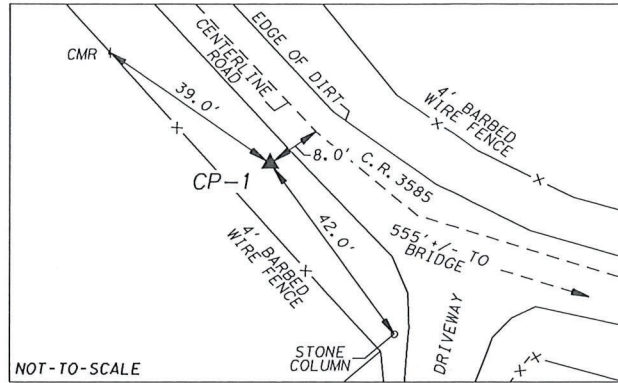 CMR
39.0'
CENTERLINE
ROAD
EDGE OF DIRT
4' BARBED
WIRE FENCE
CP-1
8.0'
C.R. 3585
42.0'
4' BARBED
WIRE FENCE
555'+/- TO
BRIDGE
STONE
COLUMN
DRIVEWAY
NOT-TO-SCALE